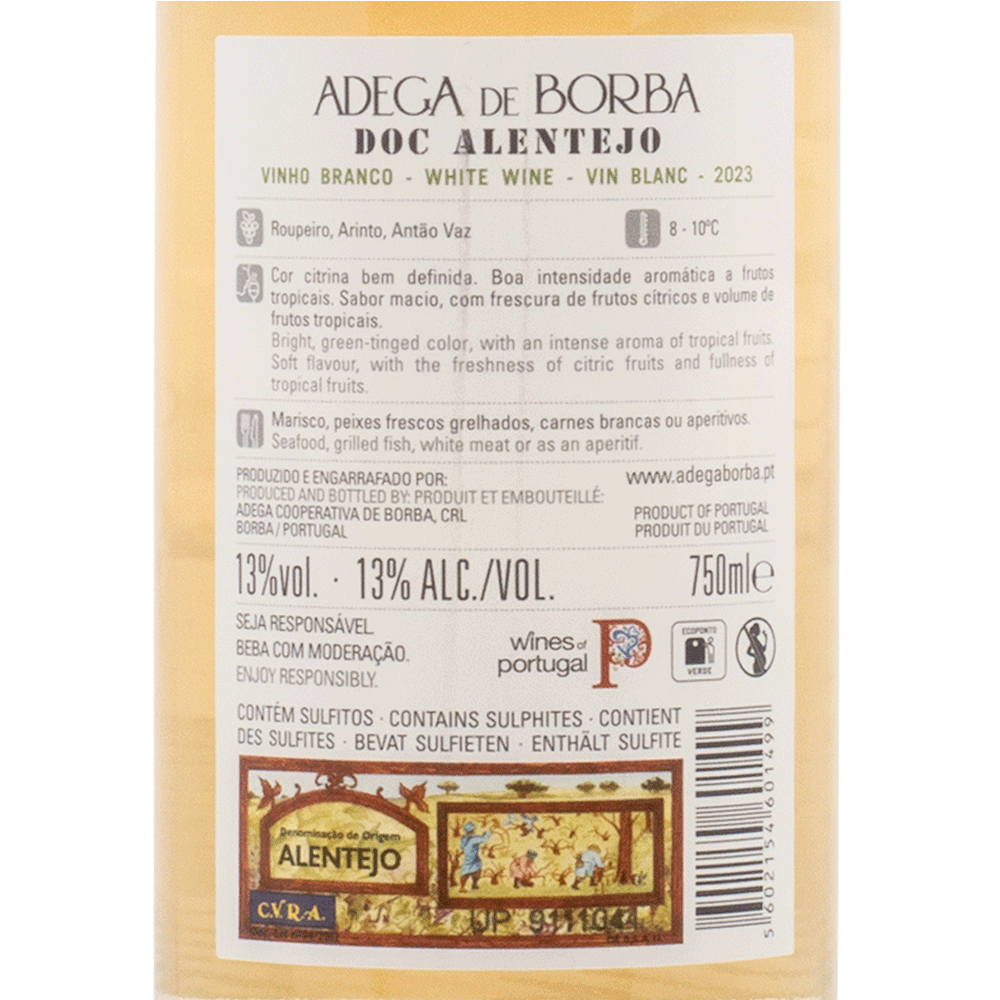 ADEGA DE BORBA
DOC ALENTEJO
VINHO BRANCO - WHITE WINE - VIN BLANC - 2023
Roupeiro, Arinto, Antão Vaz
8 - 10ºC
Cor citrina bem definida. Boa intensidade aromática a frutos
tropicais. Sabor macio, com frescura de frutos cítricos e volume de
frutos tropicais.
Bright, green-tinged color, with an intense aroma of tropical fruits.
Soft flavour, with the freshness of citric fruits and fullness of
tropical fruits.
Marisco, peixes frescos grelhados, carnes brancas ou aperitivos.
Seafood, grilled fish, white meat or as an aperitif.
PRODUZIDO E ENGARRAFADO POR:
PRODUCED AND BOTTLED BY: PRODUIT ET EMBOUTEILLÉ:
ADEGA COOPERATIVA DE BORBA, CRL
BORBA / PORTUGAL
www.adegaborba.pt
PRODUCT OF PORTUGAL
PRODUIT DU PORTUGAL
13%vol. · 13% ALC./VOL.
750ml e
SEJA RESPONSÁVEL.
BEBA COM MODERAÇÃO.
ENJOY RESPONSIBLY.
wines of
portugal
P
ECOPONTO
VERDE
CONTÉM SULFITOS · CONTAINS SULPHITES · CONTIENT
DES SULFITES · BEVAT SULFIETEN · ENTHÄLT SULFITE
Denominação de Origem
ALENTEJO
C.V.R.A.
UP 9111044
5 602154 601499